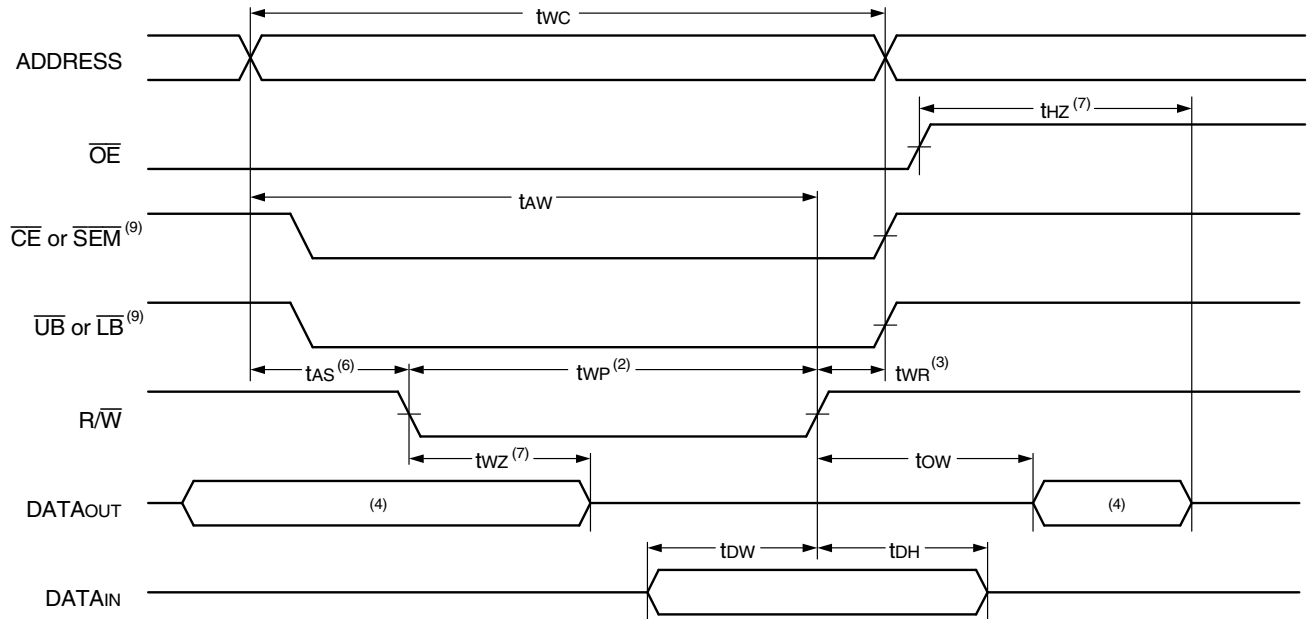 tWC
ADDRESS
tHZ (7)
OE
tAW
CE or SEM (9)
UB or LB (9)
tAS (6)
tWP (2)
tWR (3)
R/W
tWZ (7)
tOW
DATAOUT
(4)
(4)
tDW
tDH
DATAIN